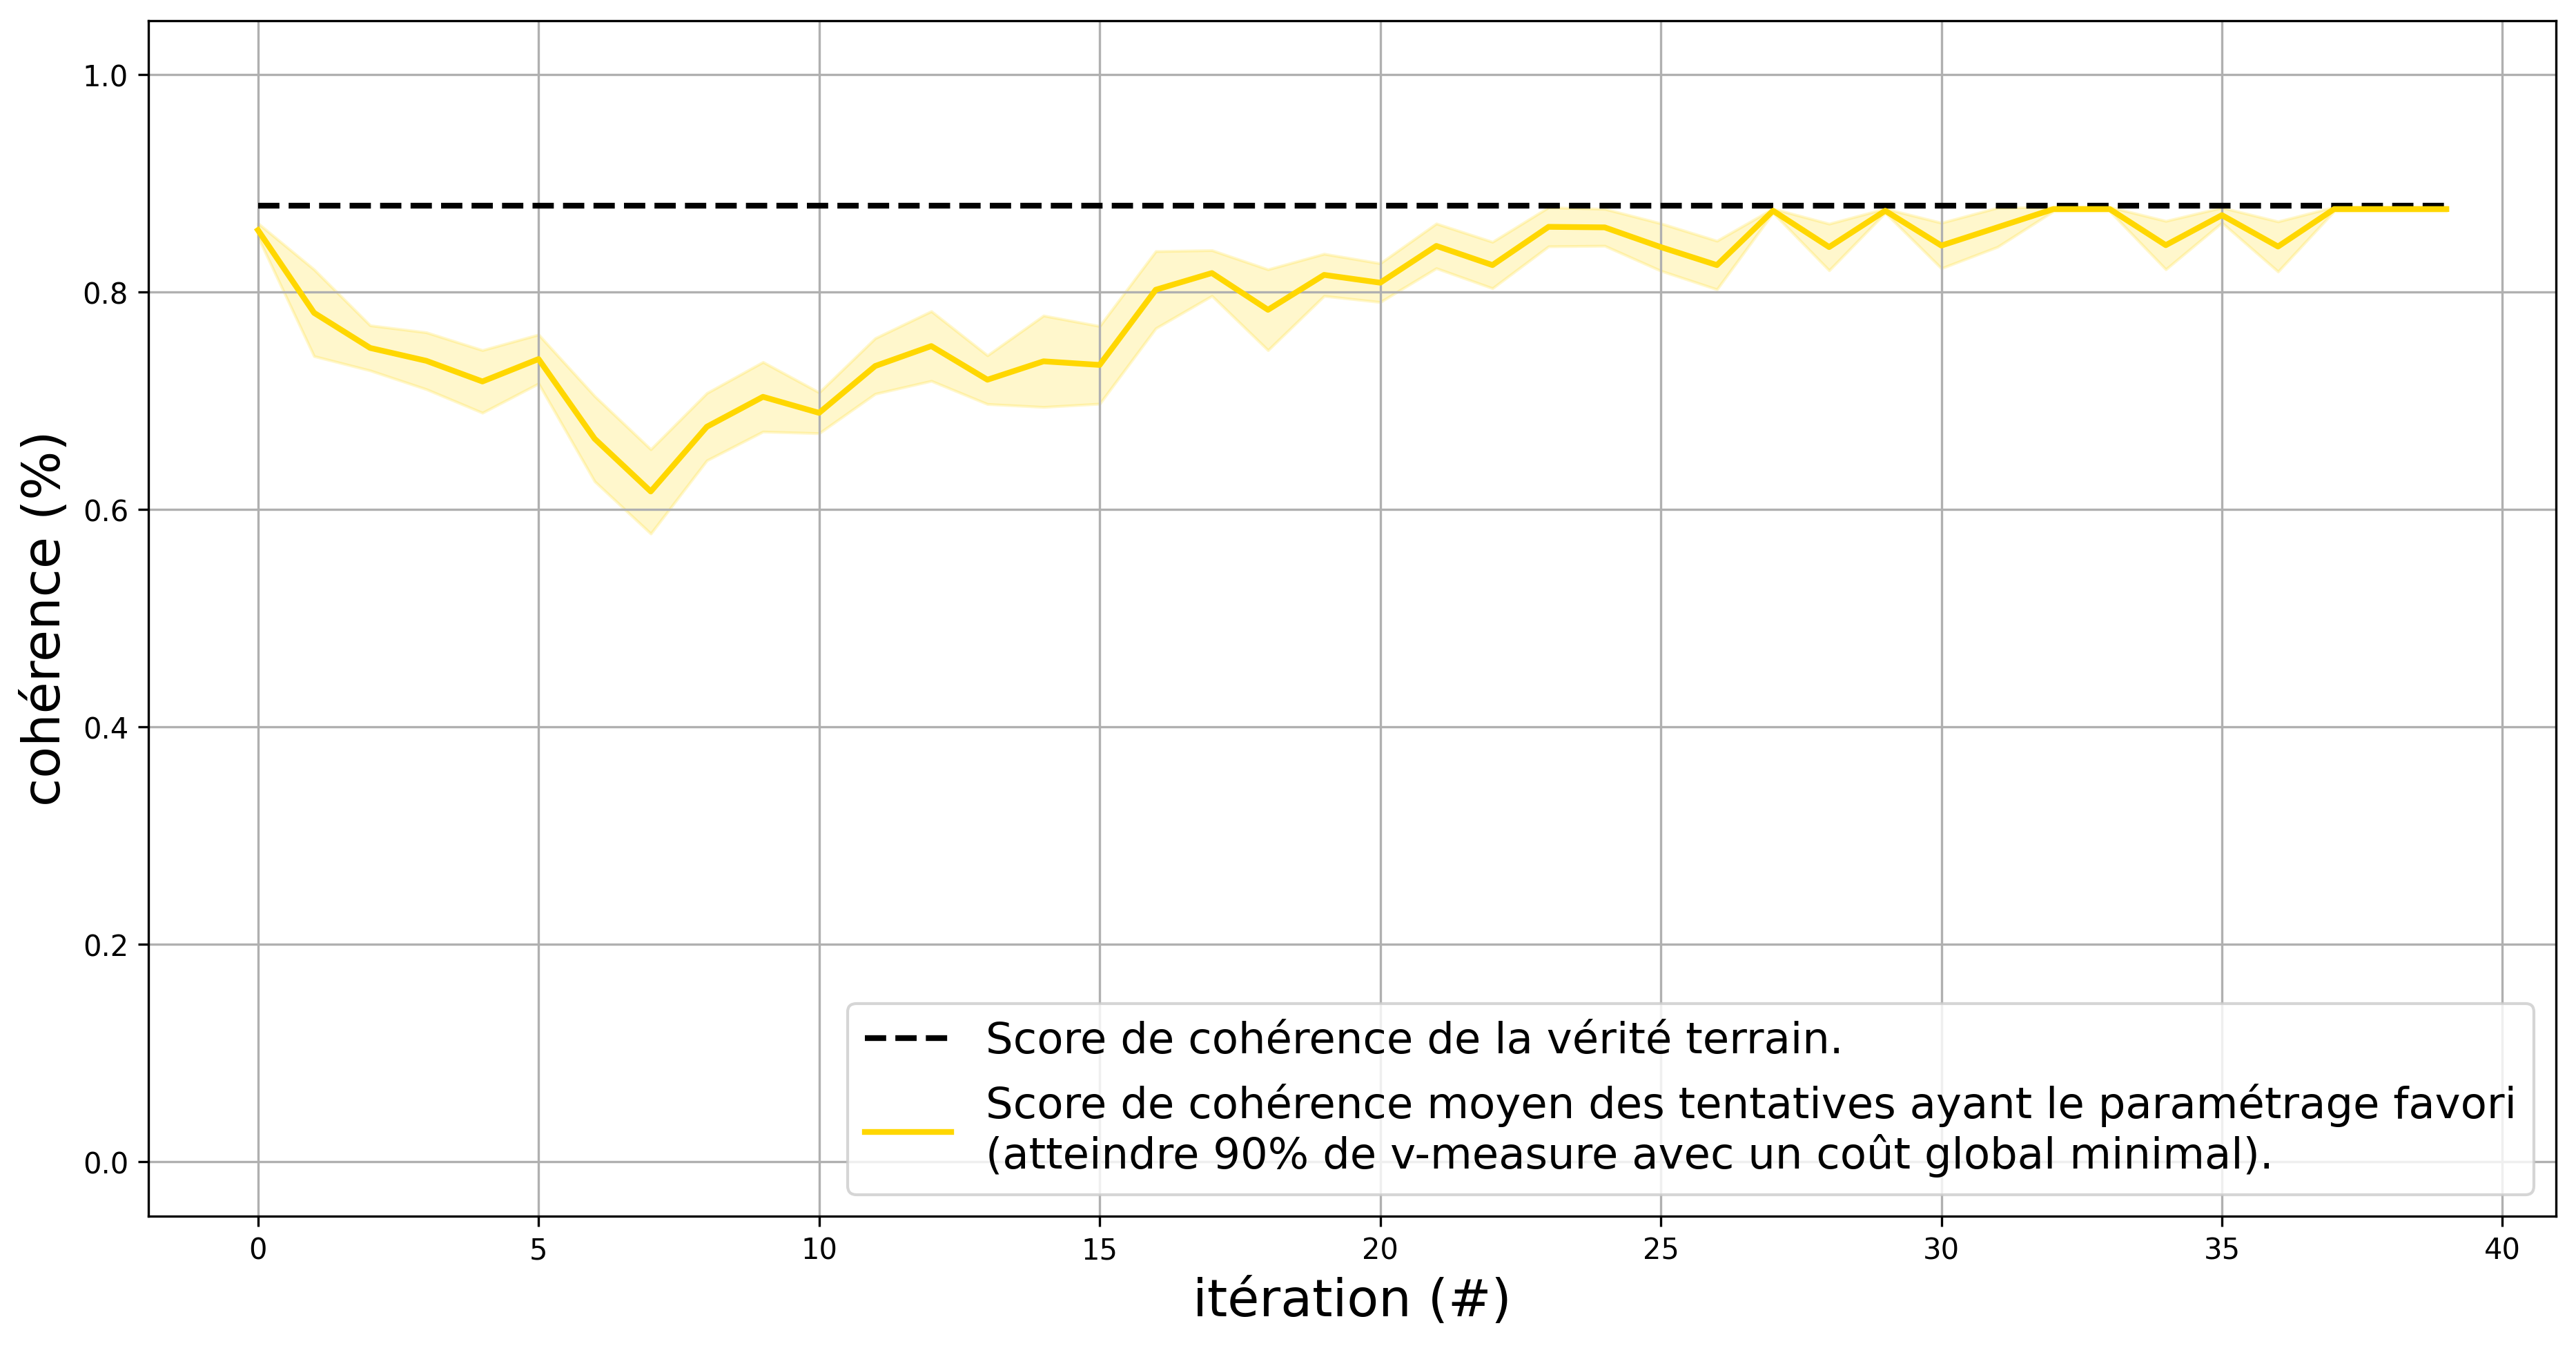 1.0
0.8
0.6
0.4
0.2
0.0
cohérence (%)
0 5 10 15 20 25 30 35 40
itération (#)
Score de cohérence de la vérité terrain.
Score de cohérence moyen des tentatives ayant le paramétrage favori
(atteindre 90% de v-measure avec un coût global minimal).